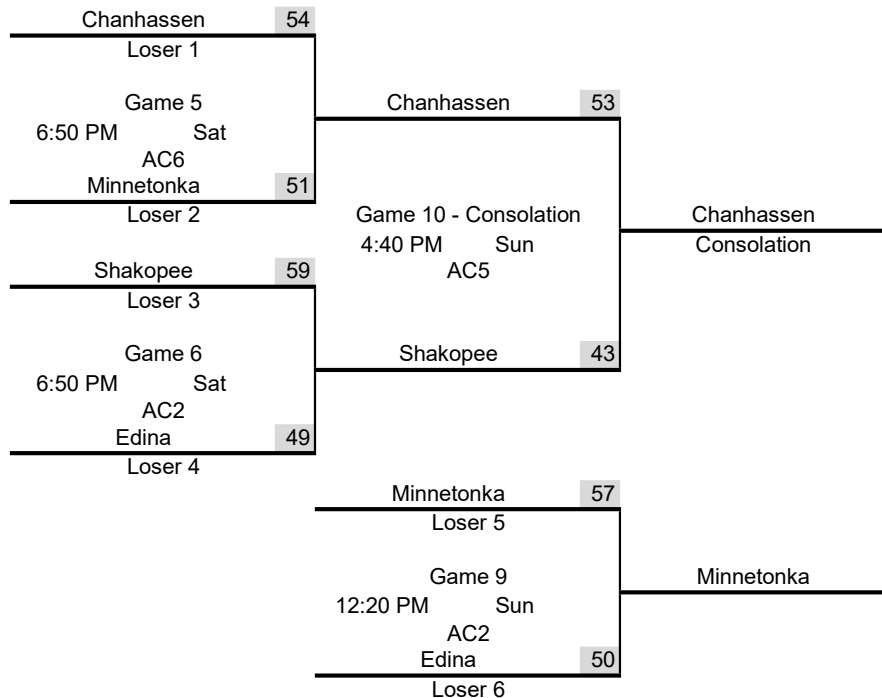 Chanhassen 54
Loser 1
Game 5
6:50 PM Sat
AC6
Minnetonka 51
Loser 2
Chanhassen 53
Game 10 - Consolation
4:40 PM Sun
AC5
Chanhassen
Consolation
Shakopee 59
Loser 3
Game 6
6:50 PM Sat
AC2
Edina 49
Loser 4
Shakopee 43
Minnetonka 57
Loser 5
Game 9
12:20 PM Sun
AC2
Edina 50
Loser 6
Minnetonka